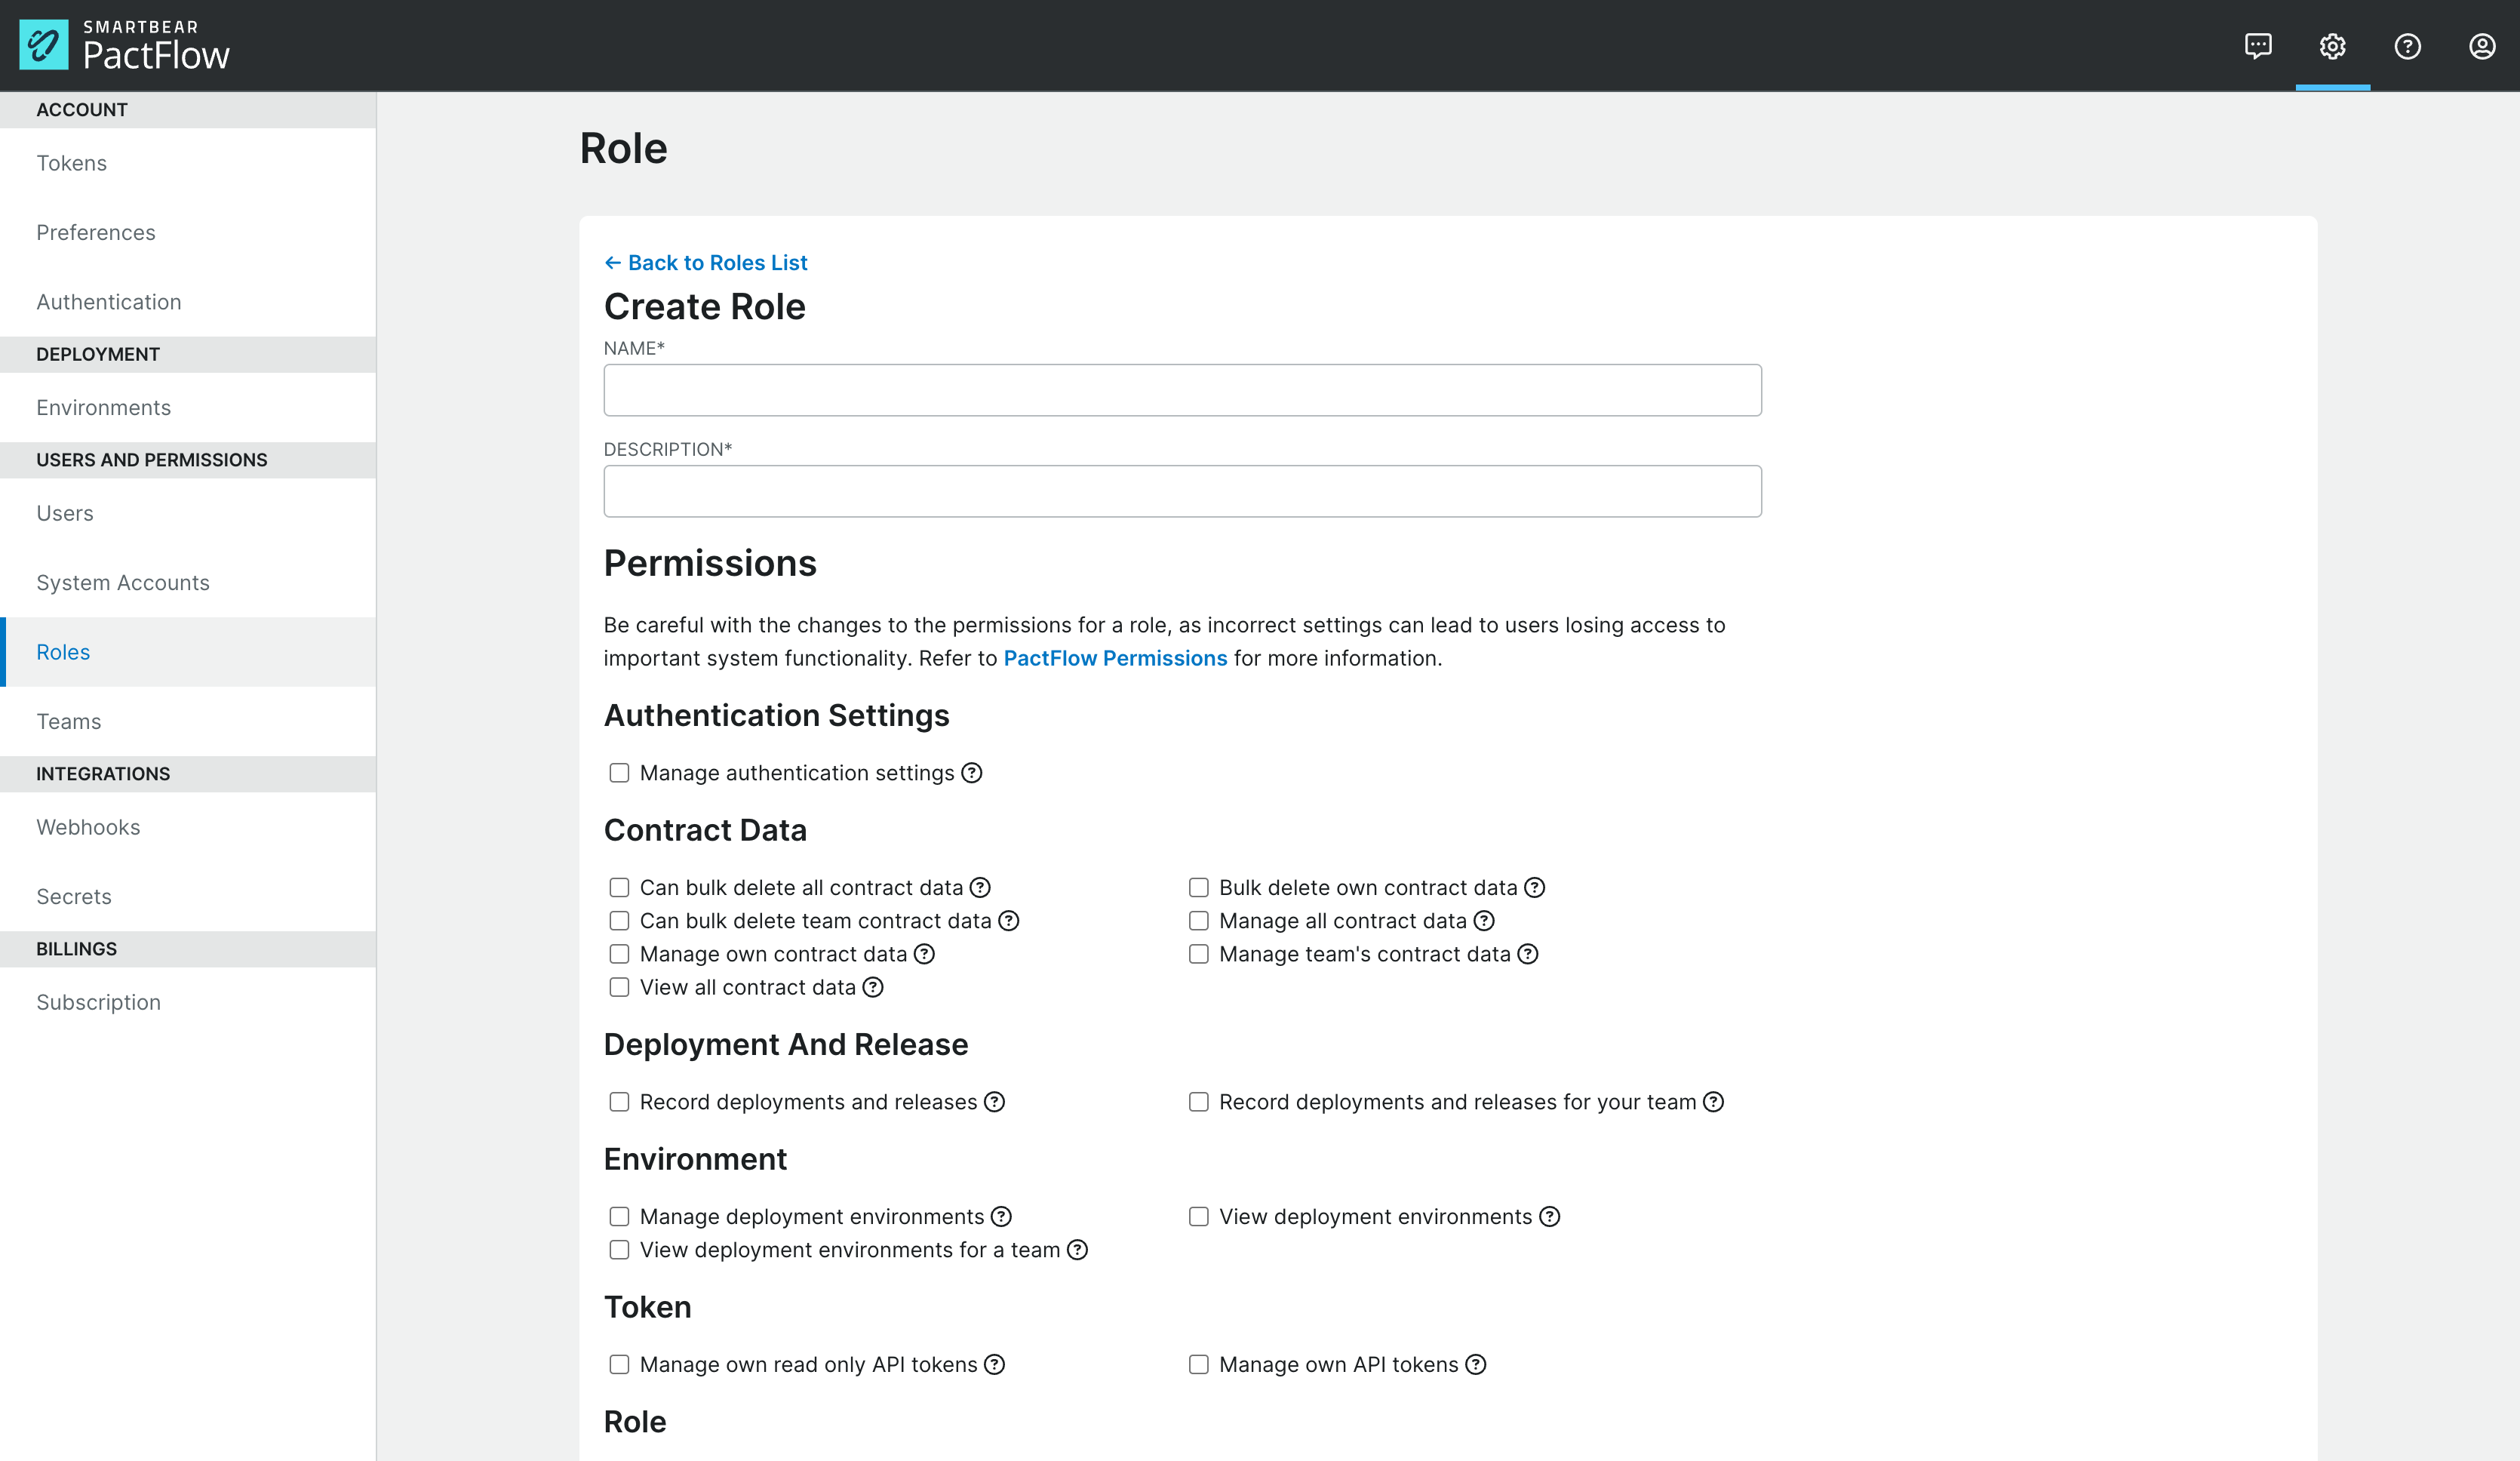 SMARTBEAR
PactFlow
ACCOUNT
Tokens
Preferences
Authentication
DEPLOYMENT
Environments
USERS AND PERMISSIONS
Users
System Accounts
Roles
Teams
INTEGRATIONS
Webhooks
Secrets
BILLINGS
Subscription
Role
← Back to Roles List
Create Role
NAME*
DESCRIPTION*
Permissions
Be careful with the changes to the permissions for a role, as incorrect settings can lead to users losing access to
important system functionality. Refer to PactFlow Permissions for more information.
Authentication Settings
Manage authentication settings
Contract Data
Can bulk delete all contract data
Bulk delete own contract data
Can bulk delete team contract data
Manage all contract data
Manage own contract data
Manage team's contract data
View all contract data
Deployment And Release
Record deployments and releases
Record deployments and releases for your team
Environment
Manage deployment environments
View deployment environments
View deployment environments for a team
Token
Manage own read only API tokens
Manage own API tokens
Role